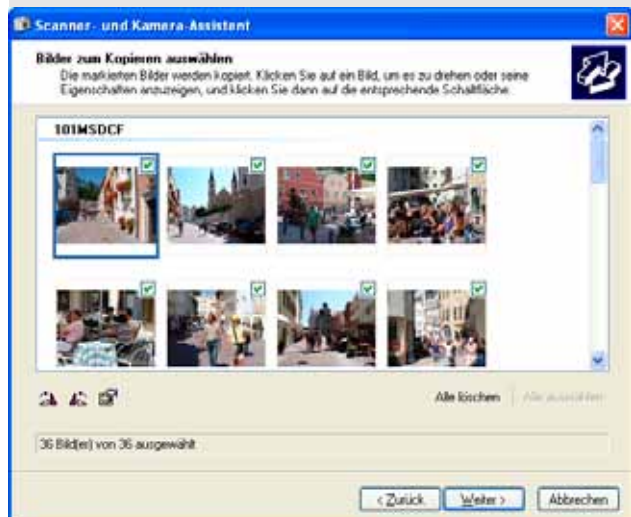 Scanner- und Kamera-Assistent
Bilder zum Kopieren auswählen
Die markierten Bilder werden kopiert. Klicken Sie auf ein Bild, um es zu drehen oder seine
Eigenschaften anzuzeigen, und klicken Sie dann auf die entsprechende Schaltfläche.
101MSDCF
Alle löschen Alle auswählen
36 Bild(er) von 36 ausgewählt
< Zurück Weiter > Abbrechen